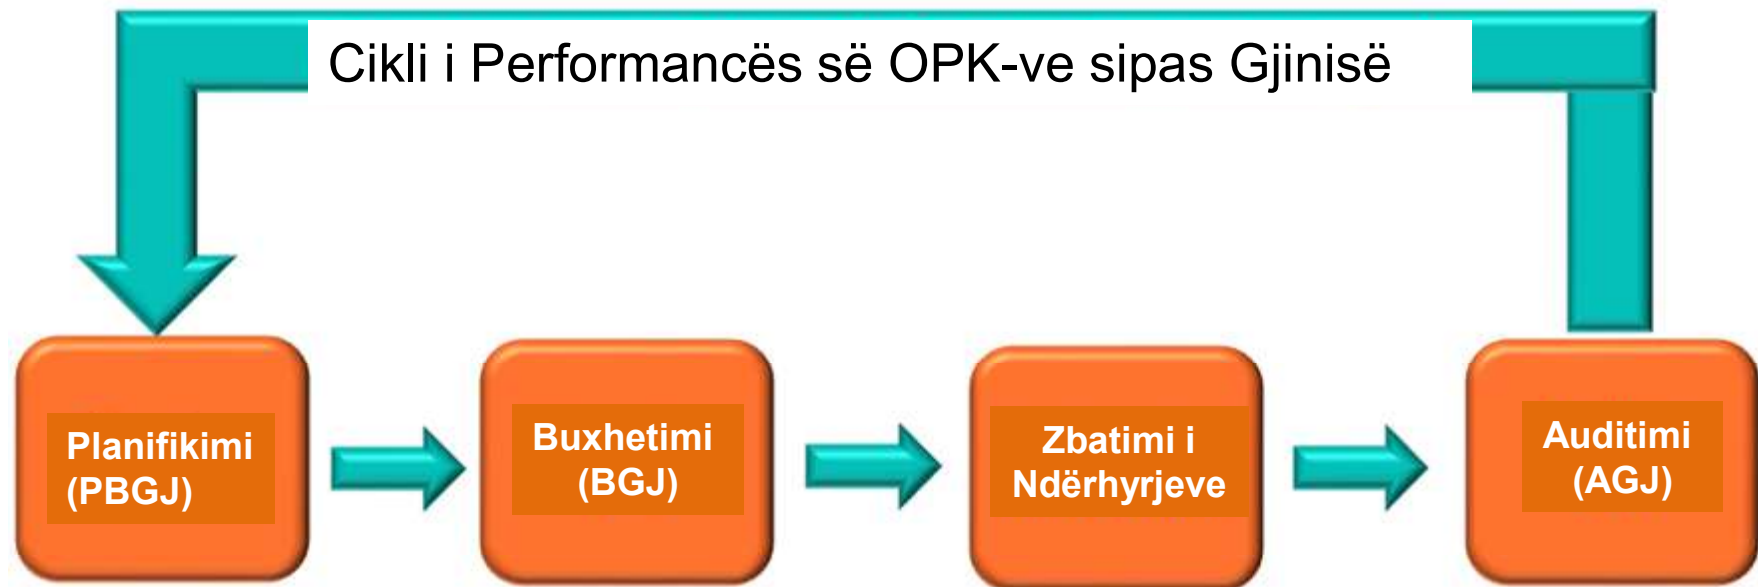 Cikli i Performancës së OPK-ve sipas Gjinisë
Planifikimi
(PBGJ)
Buxhetimi
(BGJ)
Zbatimi i
Ndërhyrjeve
Auditimi
(AGJ)